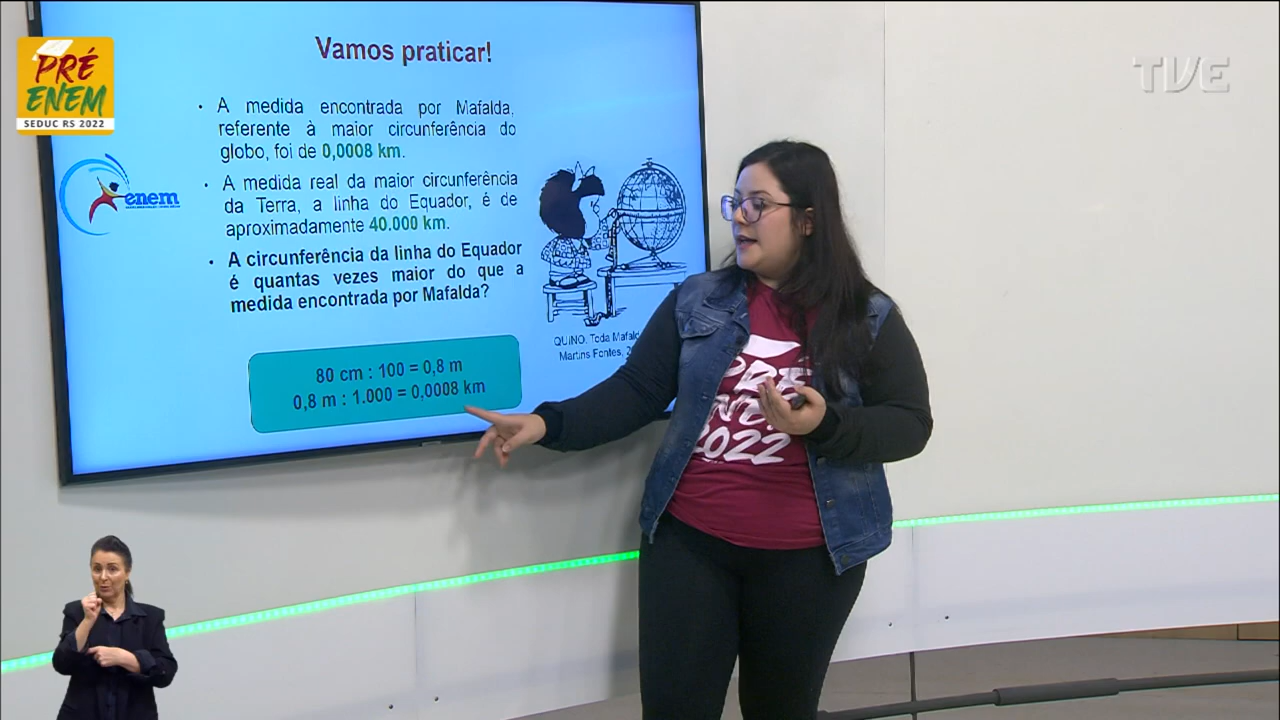 PRÉ
ENEM
SEDUC RS 2022
TVE
Vamos praticar!
• A medida encontrada por Mafalda,
referente à maior circunferência do
globo, foi de 0,0008 km.
• A medida real da maior circunferência
da Terra, a linha do Equador, é de
aproximadamente 40.000 km.
• A circunferência da linha do Equador
é quantas vezes maior do que a
medida encontrada por Mafalda?
enem
QUINO. Toda
Martins Fontes,
80 cm : 100 = 0,8 m
0,8 m : 1.000 = 0,0008 km
2022